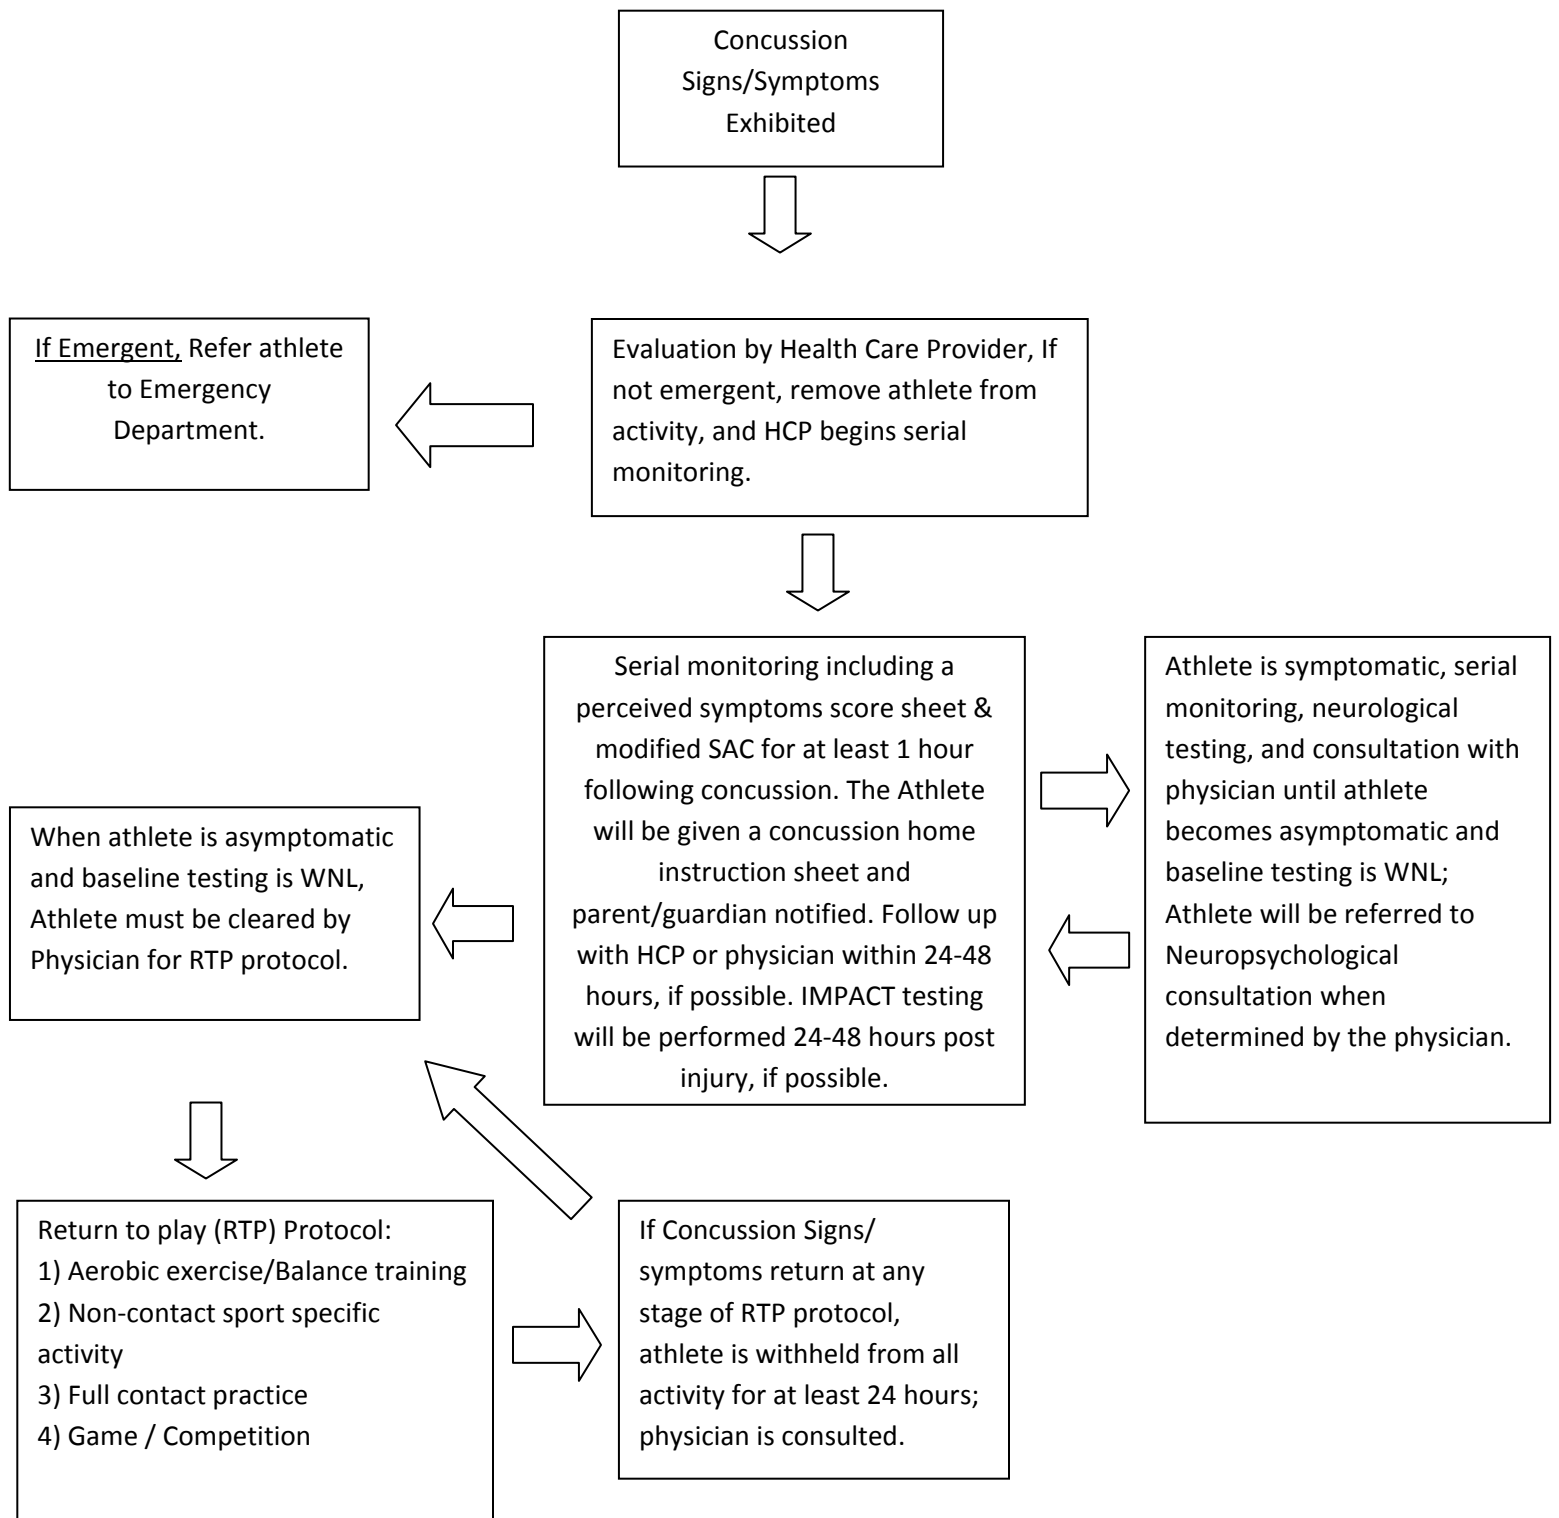 Concussion
Signs/Symptoms
Exhibited
If Emergent, Refer athlete
to Emergency
Department.
Evaluation by Health Care Provider, If
not emergent, remove athlete from
activity, and HCP begins serial
monitoring.
Serial monitoring including a
perceived symptoms score sheet &
modified SAC for at least 1 hour
following concussion. The Athlete
will be given a concussion home
instruction sheet and
parent/guardian notified. Follow up
with HCP or physician within 24-48
hours, if possible. IMPACT testing
will be performed 24-48 hours post
injury, if possible.
Athlete is symptomatic, serial
monitoring, neurological
testing, and consultation with
physician until athlete
becomes asymptomatic and
baseline testing is WNL;
Athlete will be referred to
Neuropsychological
consultation when
determined by the physician.
When athlete is asymptomatic
and baseline testing is WNL,
Athlete must be cleared by
Physician for RTP protocol.
Return to play (RTP) Protocol:
1) Aerobic exercise/Balance training
2) Non-contact sport specific
activity
3) Full contact practice
4) Game / Competition
If Concussion Signs/
symptoms return at any
stage of RTP protocol,
athlete is withheld from all
activity for at least 24 hours;
physician is consulted.